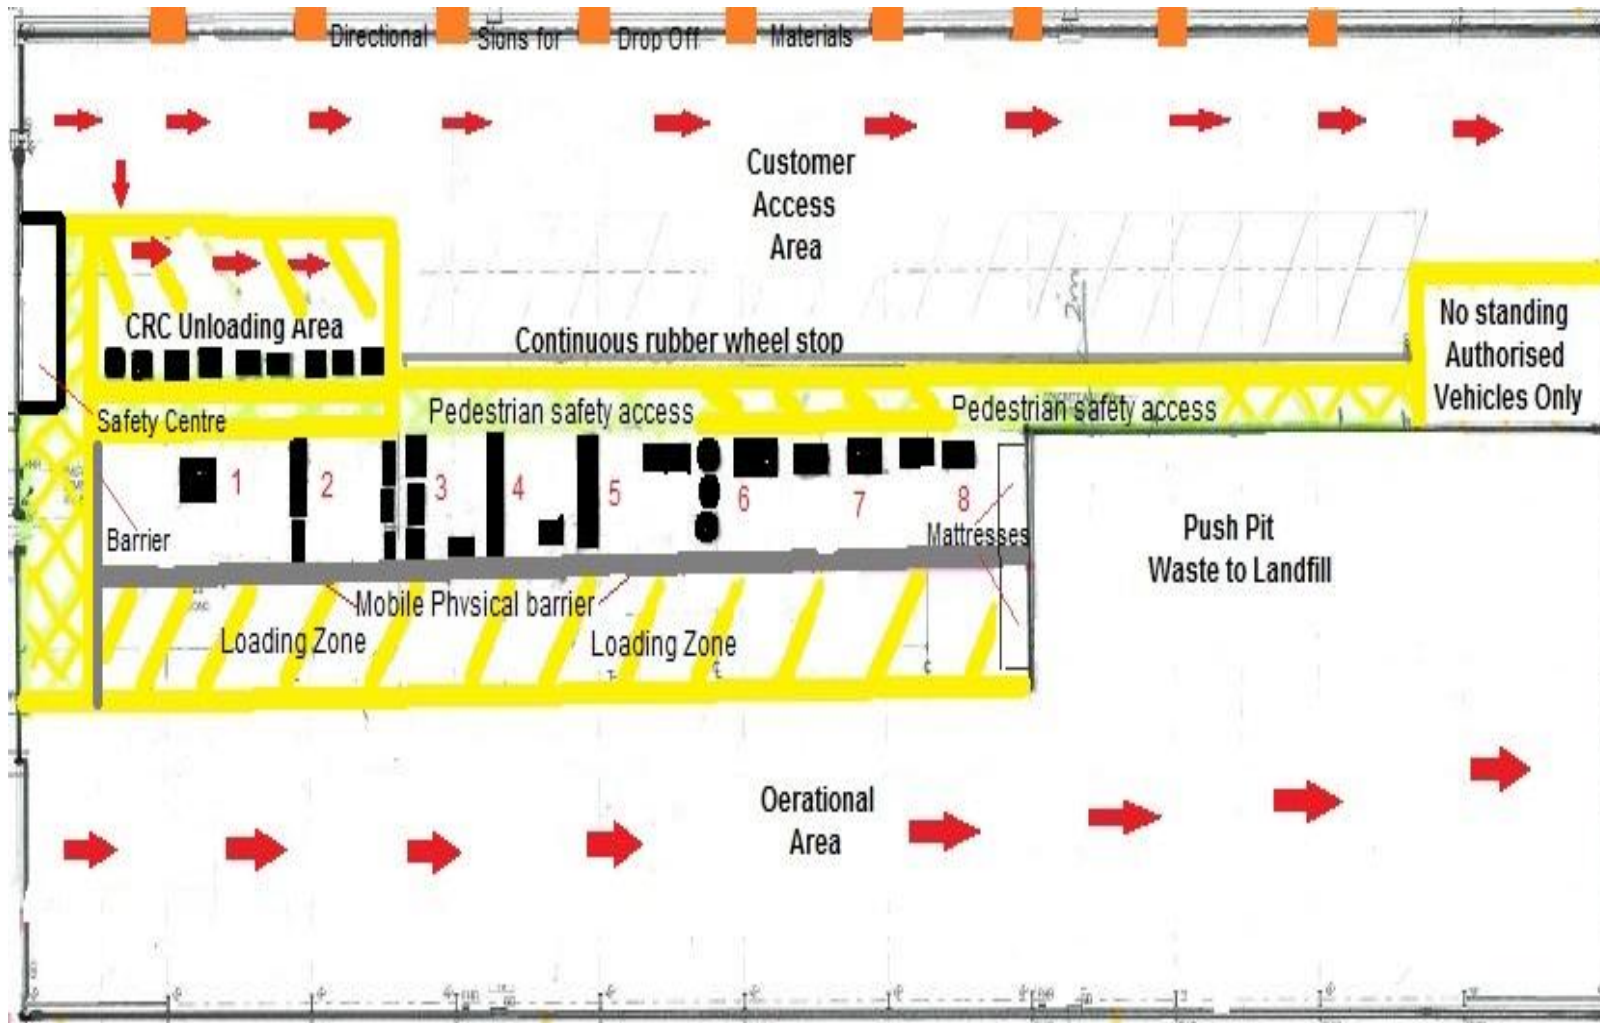 Directional Signs for Drop Off Materials
Customer
Access
Area
CRC Unloading Area
Continuous rubber wheel stop
2m
No standing
Authorised
Vehicles Only
Safety Centre
Pedestrian safety access
Pedestrian safety access
1
2
3
4
5
6
7
8
Barrier
Mattresses
Push Pit
Waste to Landfill
Mobile Physical barrier
Loading Zone
Loading Zone
Oerational
Area